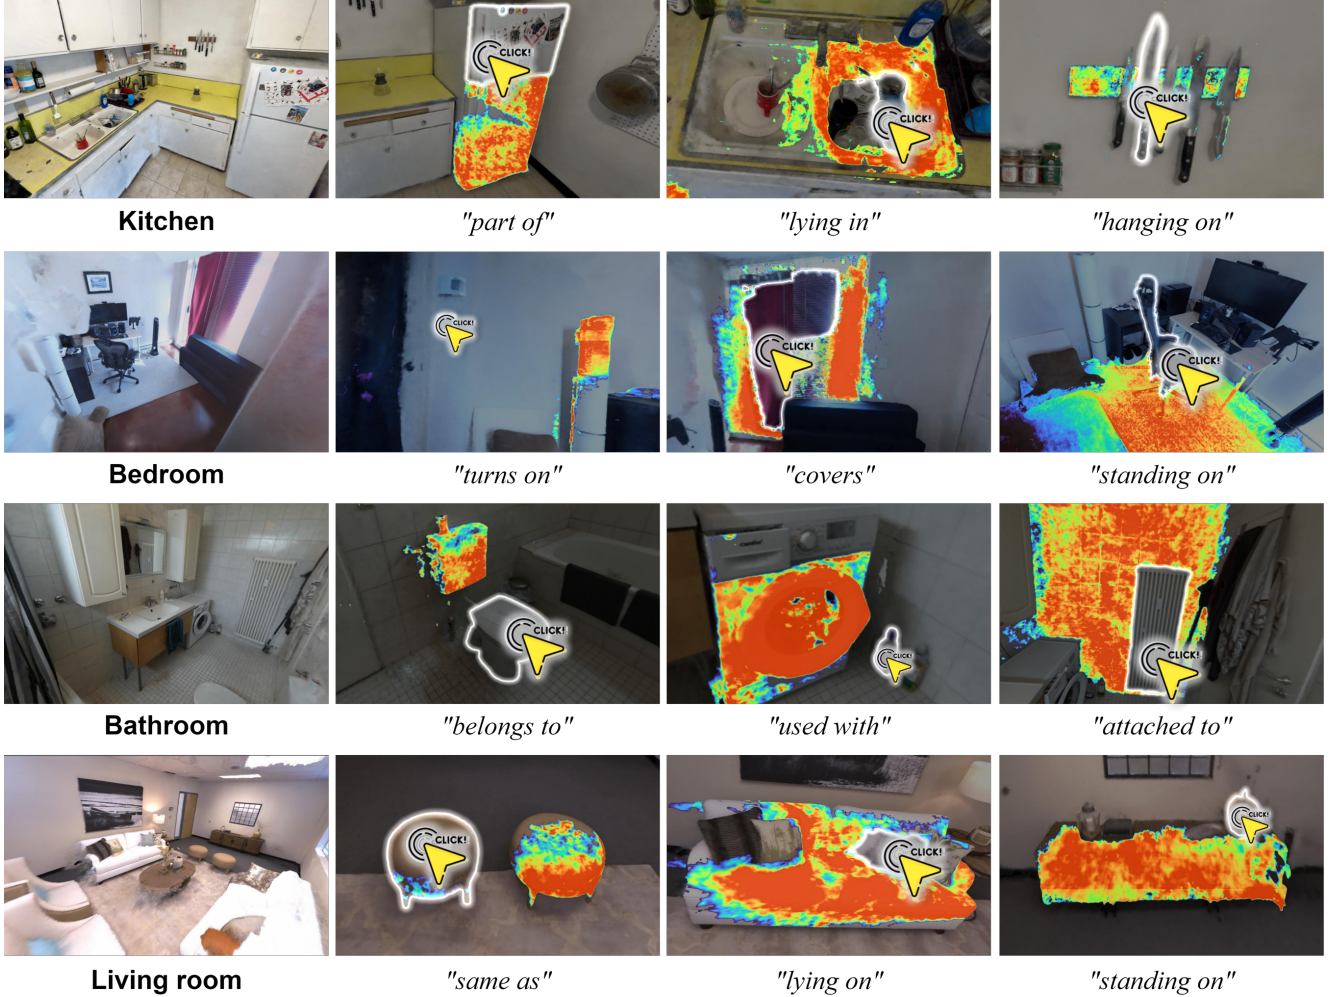 CLICK!
CLICK!
CLICK!
Kitchen
"part of"
"lying in"
"hanging on"
CLICK!
CLICK!
CLICK!
Bedroom
"turns on"
"covers"
"standing on"
CLICK!
CLICK!
CLICK!
Bathroom
"belongs to"
"used with"
"attached to"
CLICK!
CLICK!
CLICK!
Living room
"same as"
"lying on"
"standing on"